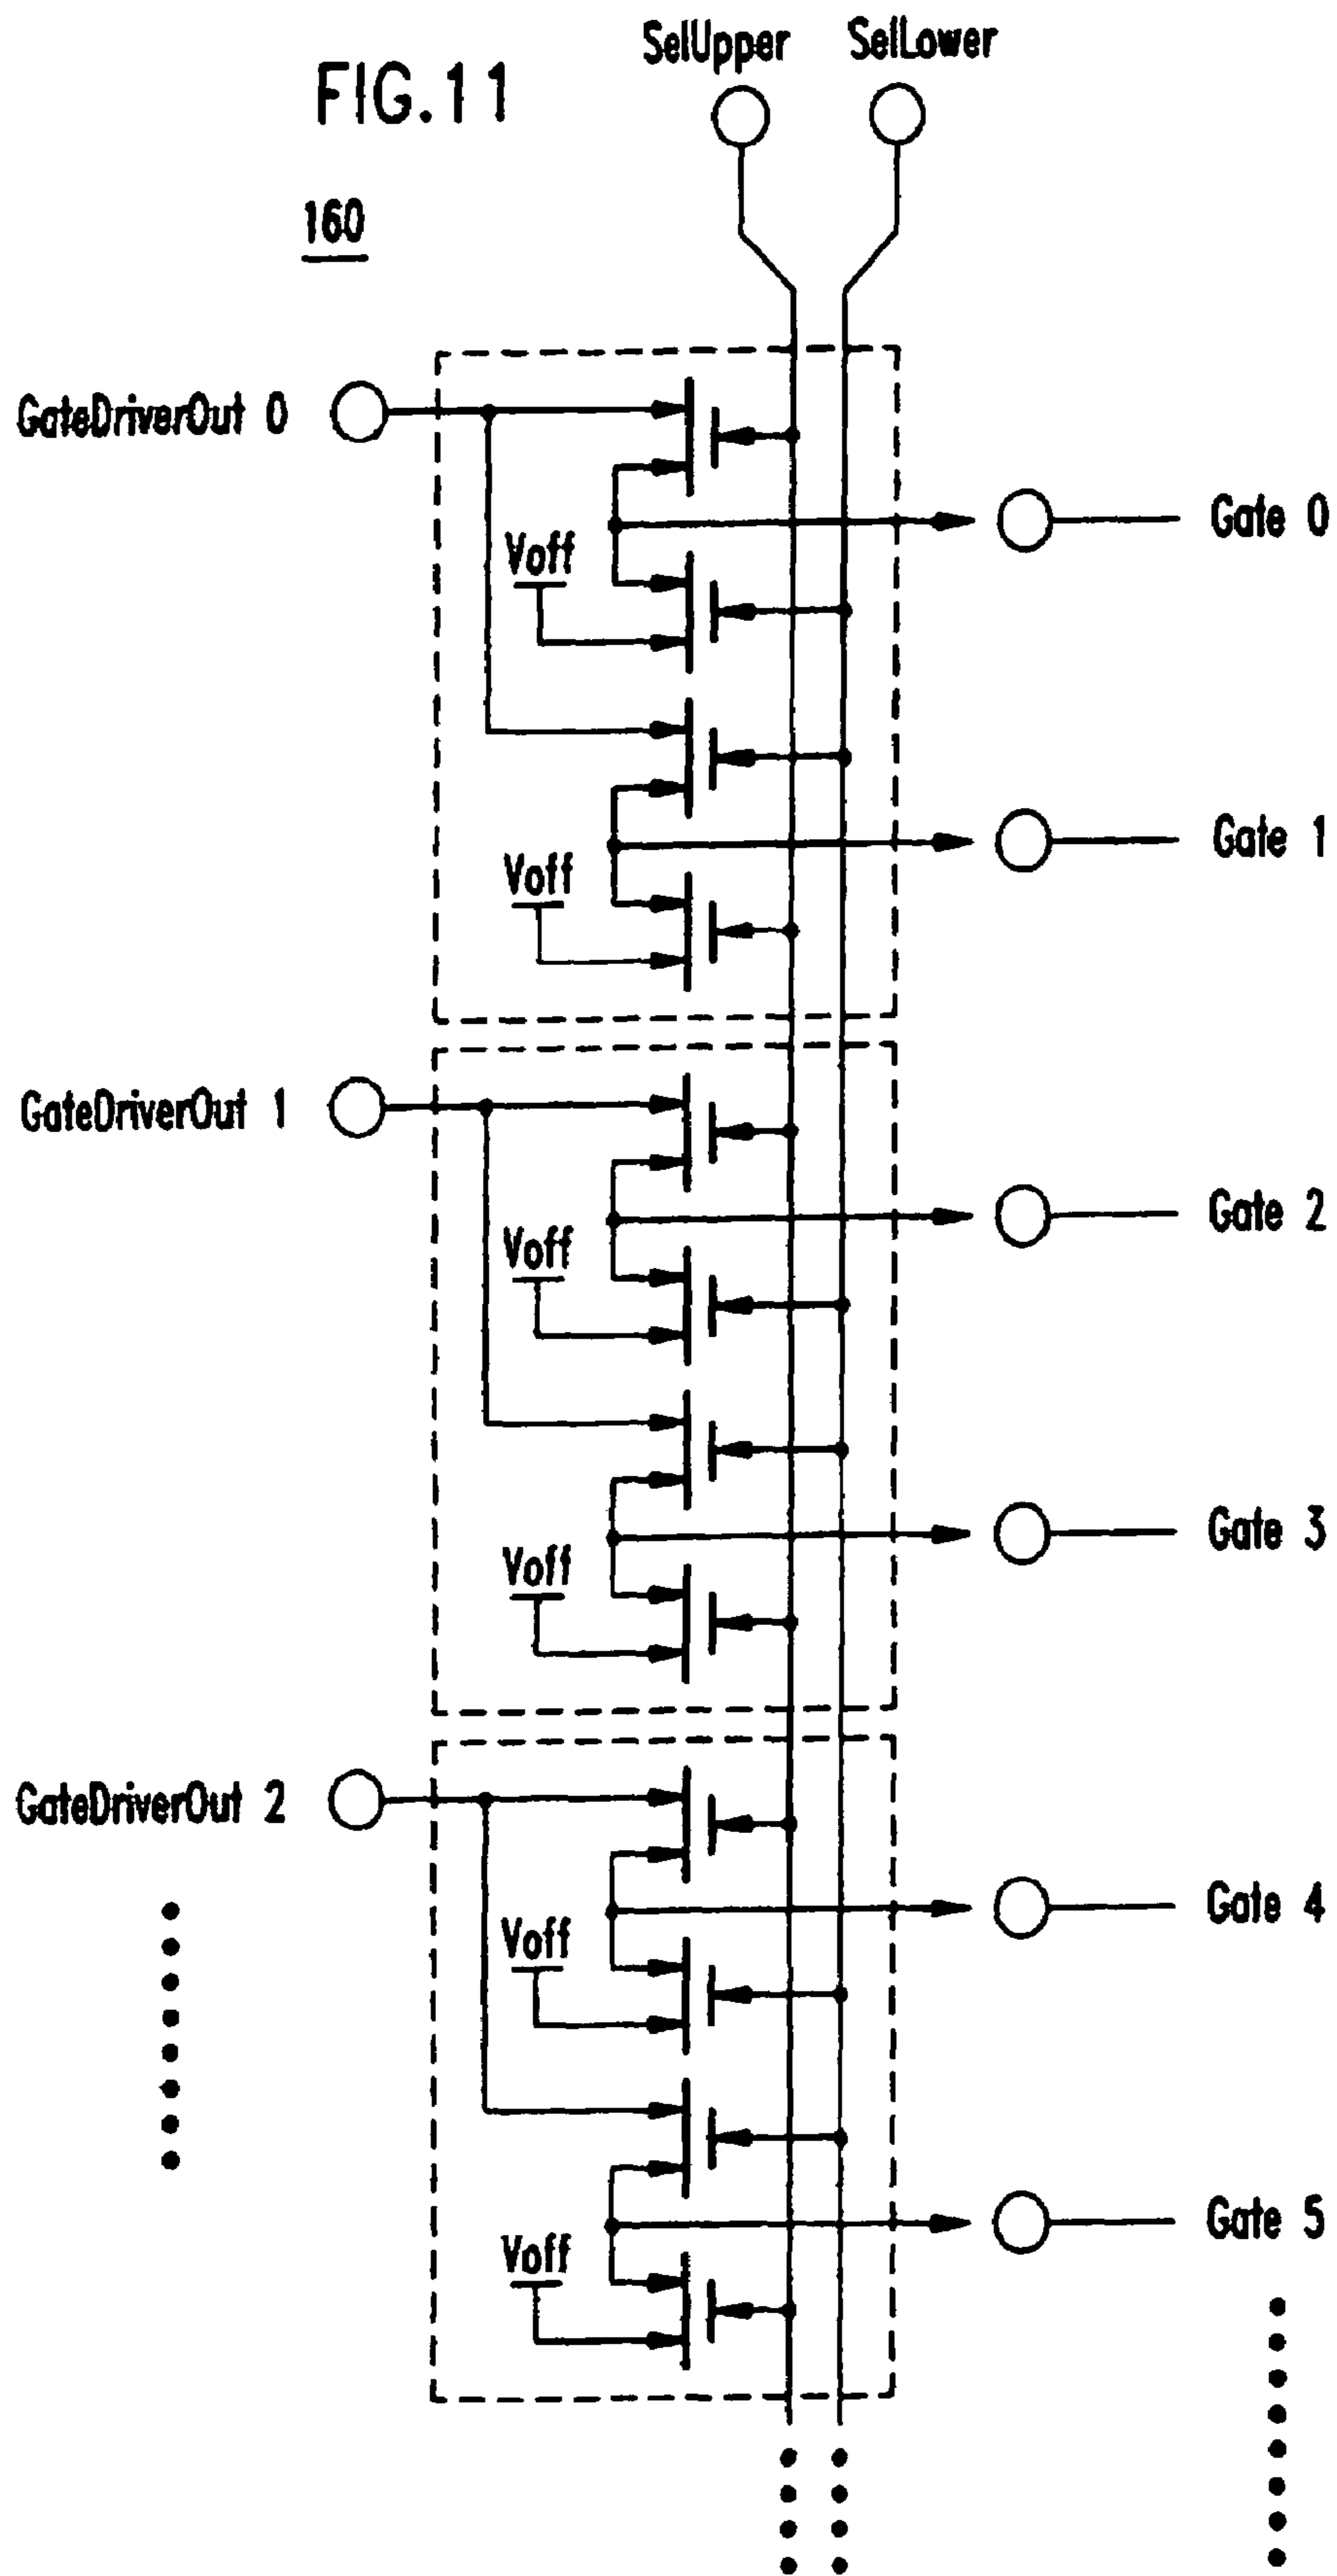 FIG.11
SelUpper SelLower
160
GateDriverOut 0
Gate 0
Voff
Gate 1
Voff
GateDriverOut 1
Gate 2
Voff
Gate 3
Voff
GateDriverOut 2
Gate 4
Voff
Gate 5
Voff